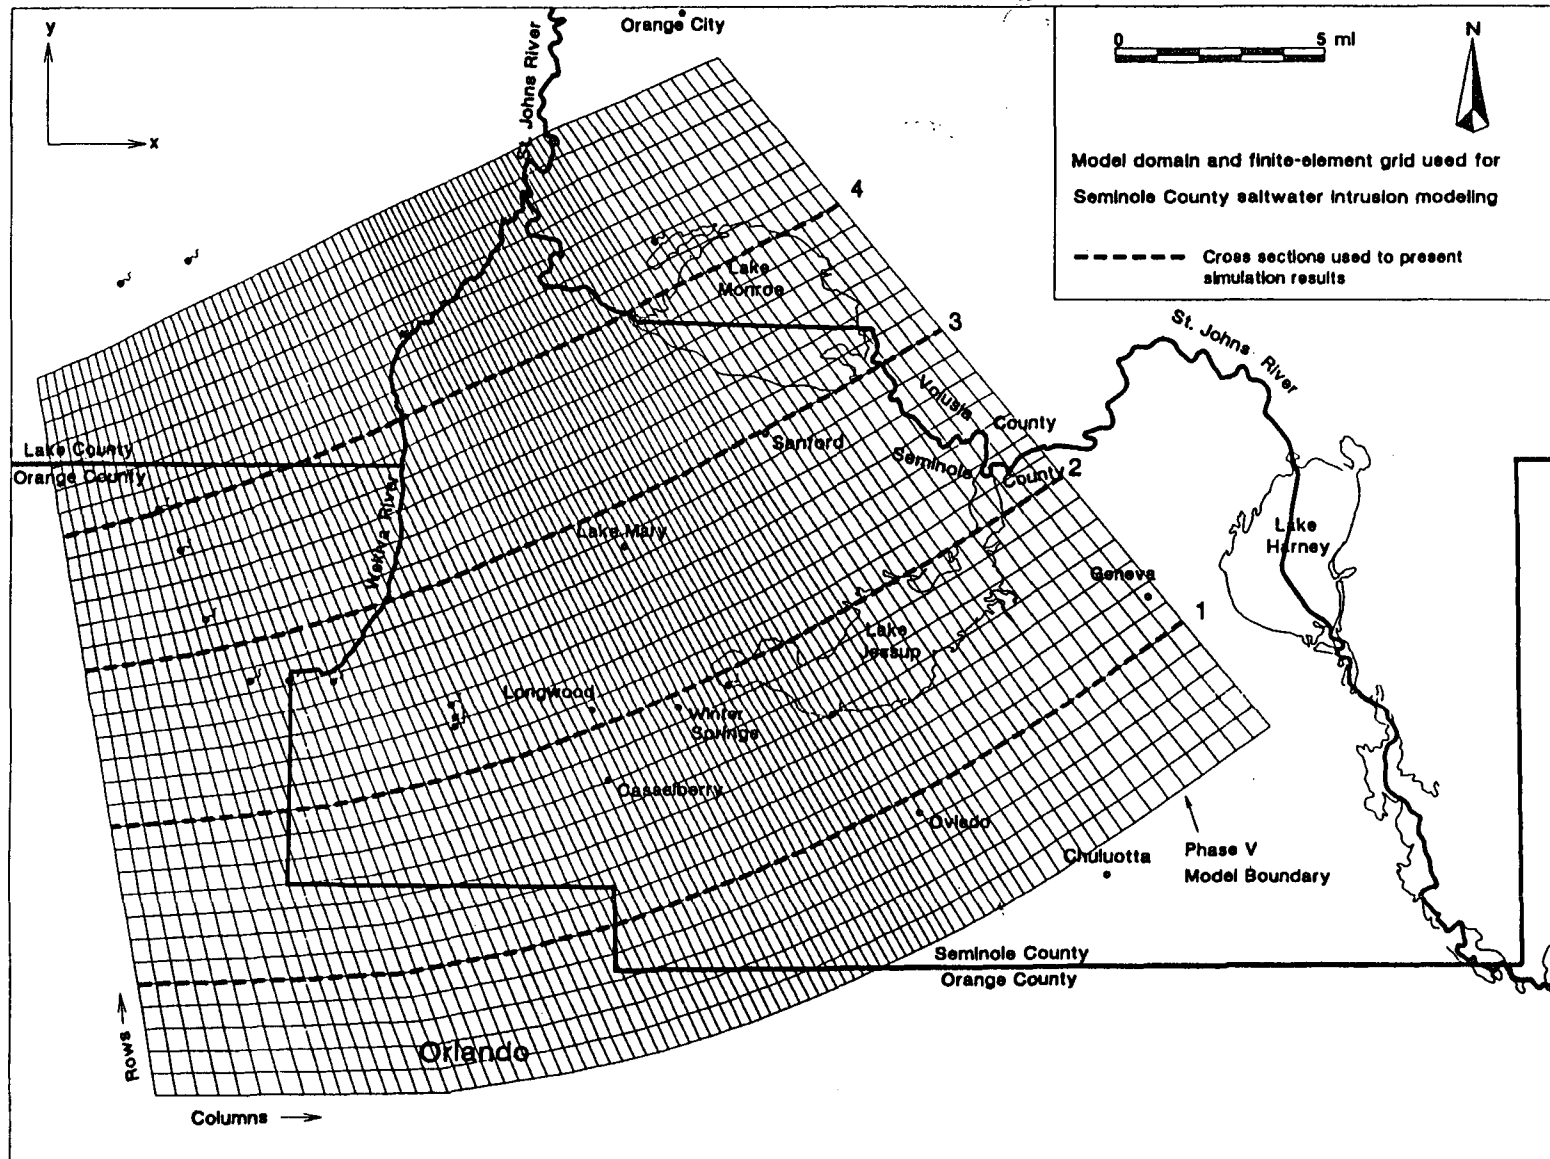 y
x
Orange City
St. Johns River
0 5 mi
N
Model domain and finite-element grid used for
Seminole County saltwater intrusion modeling
Cross sections used to present
simulation results
4
Lake
Monroe
3
St. Johns River
Volusia County
Seminole County
2
Sanford
Lake County
Orange County
Wekiva River
Lake Mary
Lake
Harney
Geneva
1
Lake
Jessup
Longwood
Winter
Springs
Casselberry
Oviedo
Chuluotta
Phase V
Model Boundary
Seminole County
Orange County
Rows
Orlando
Columns